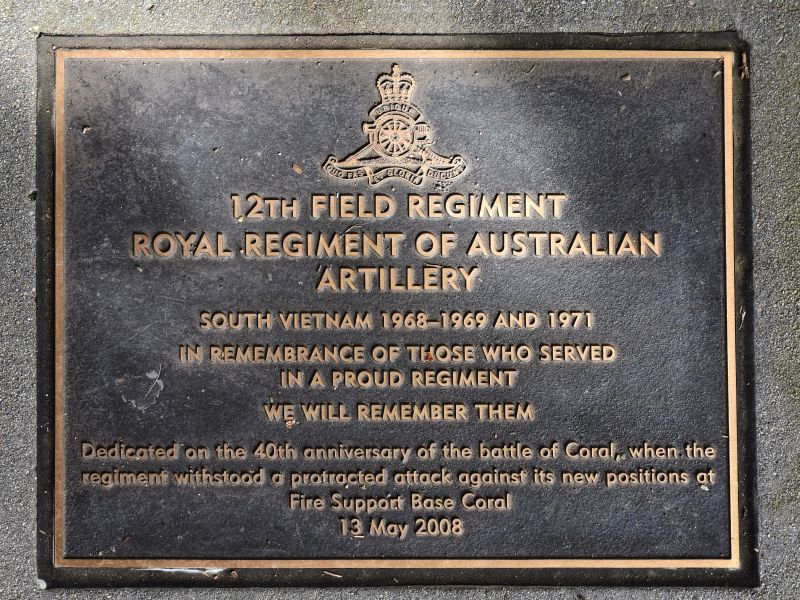 UBIQUE
QUO FAS ET GLORIA DUCUNT
12TH FIELD REGIMENT
ROYAL REGIMENT OF AUSTRALIAN
ARTILLERY
SOUTH VIETNAM 1968–1969 AND 1971
IN REMEMBRANCE OF THOSE WHO SERVED
IN A PROUD REGIMENT
WE WILL REMEMBER THEM
Dedicated on the 40th anniversary of the battle of Coral, when the
regiment withstood a protracted attack against its new positions at
Fire Support Base Coral
13 May 2008